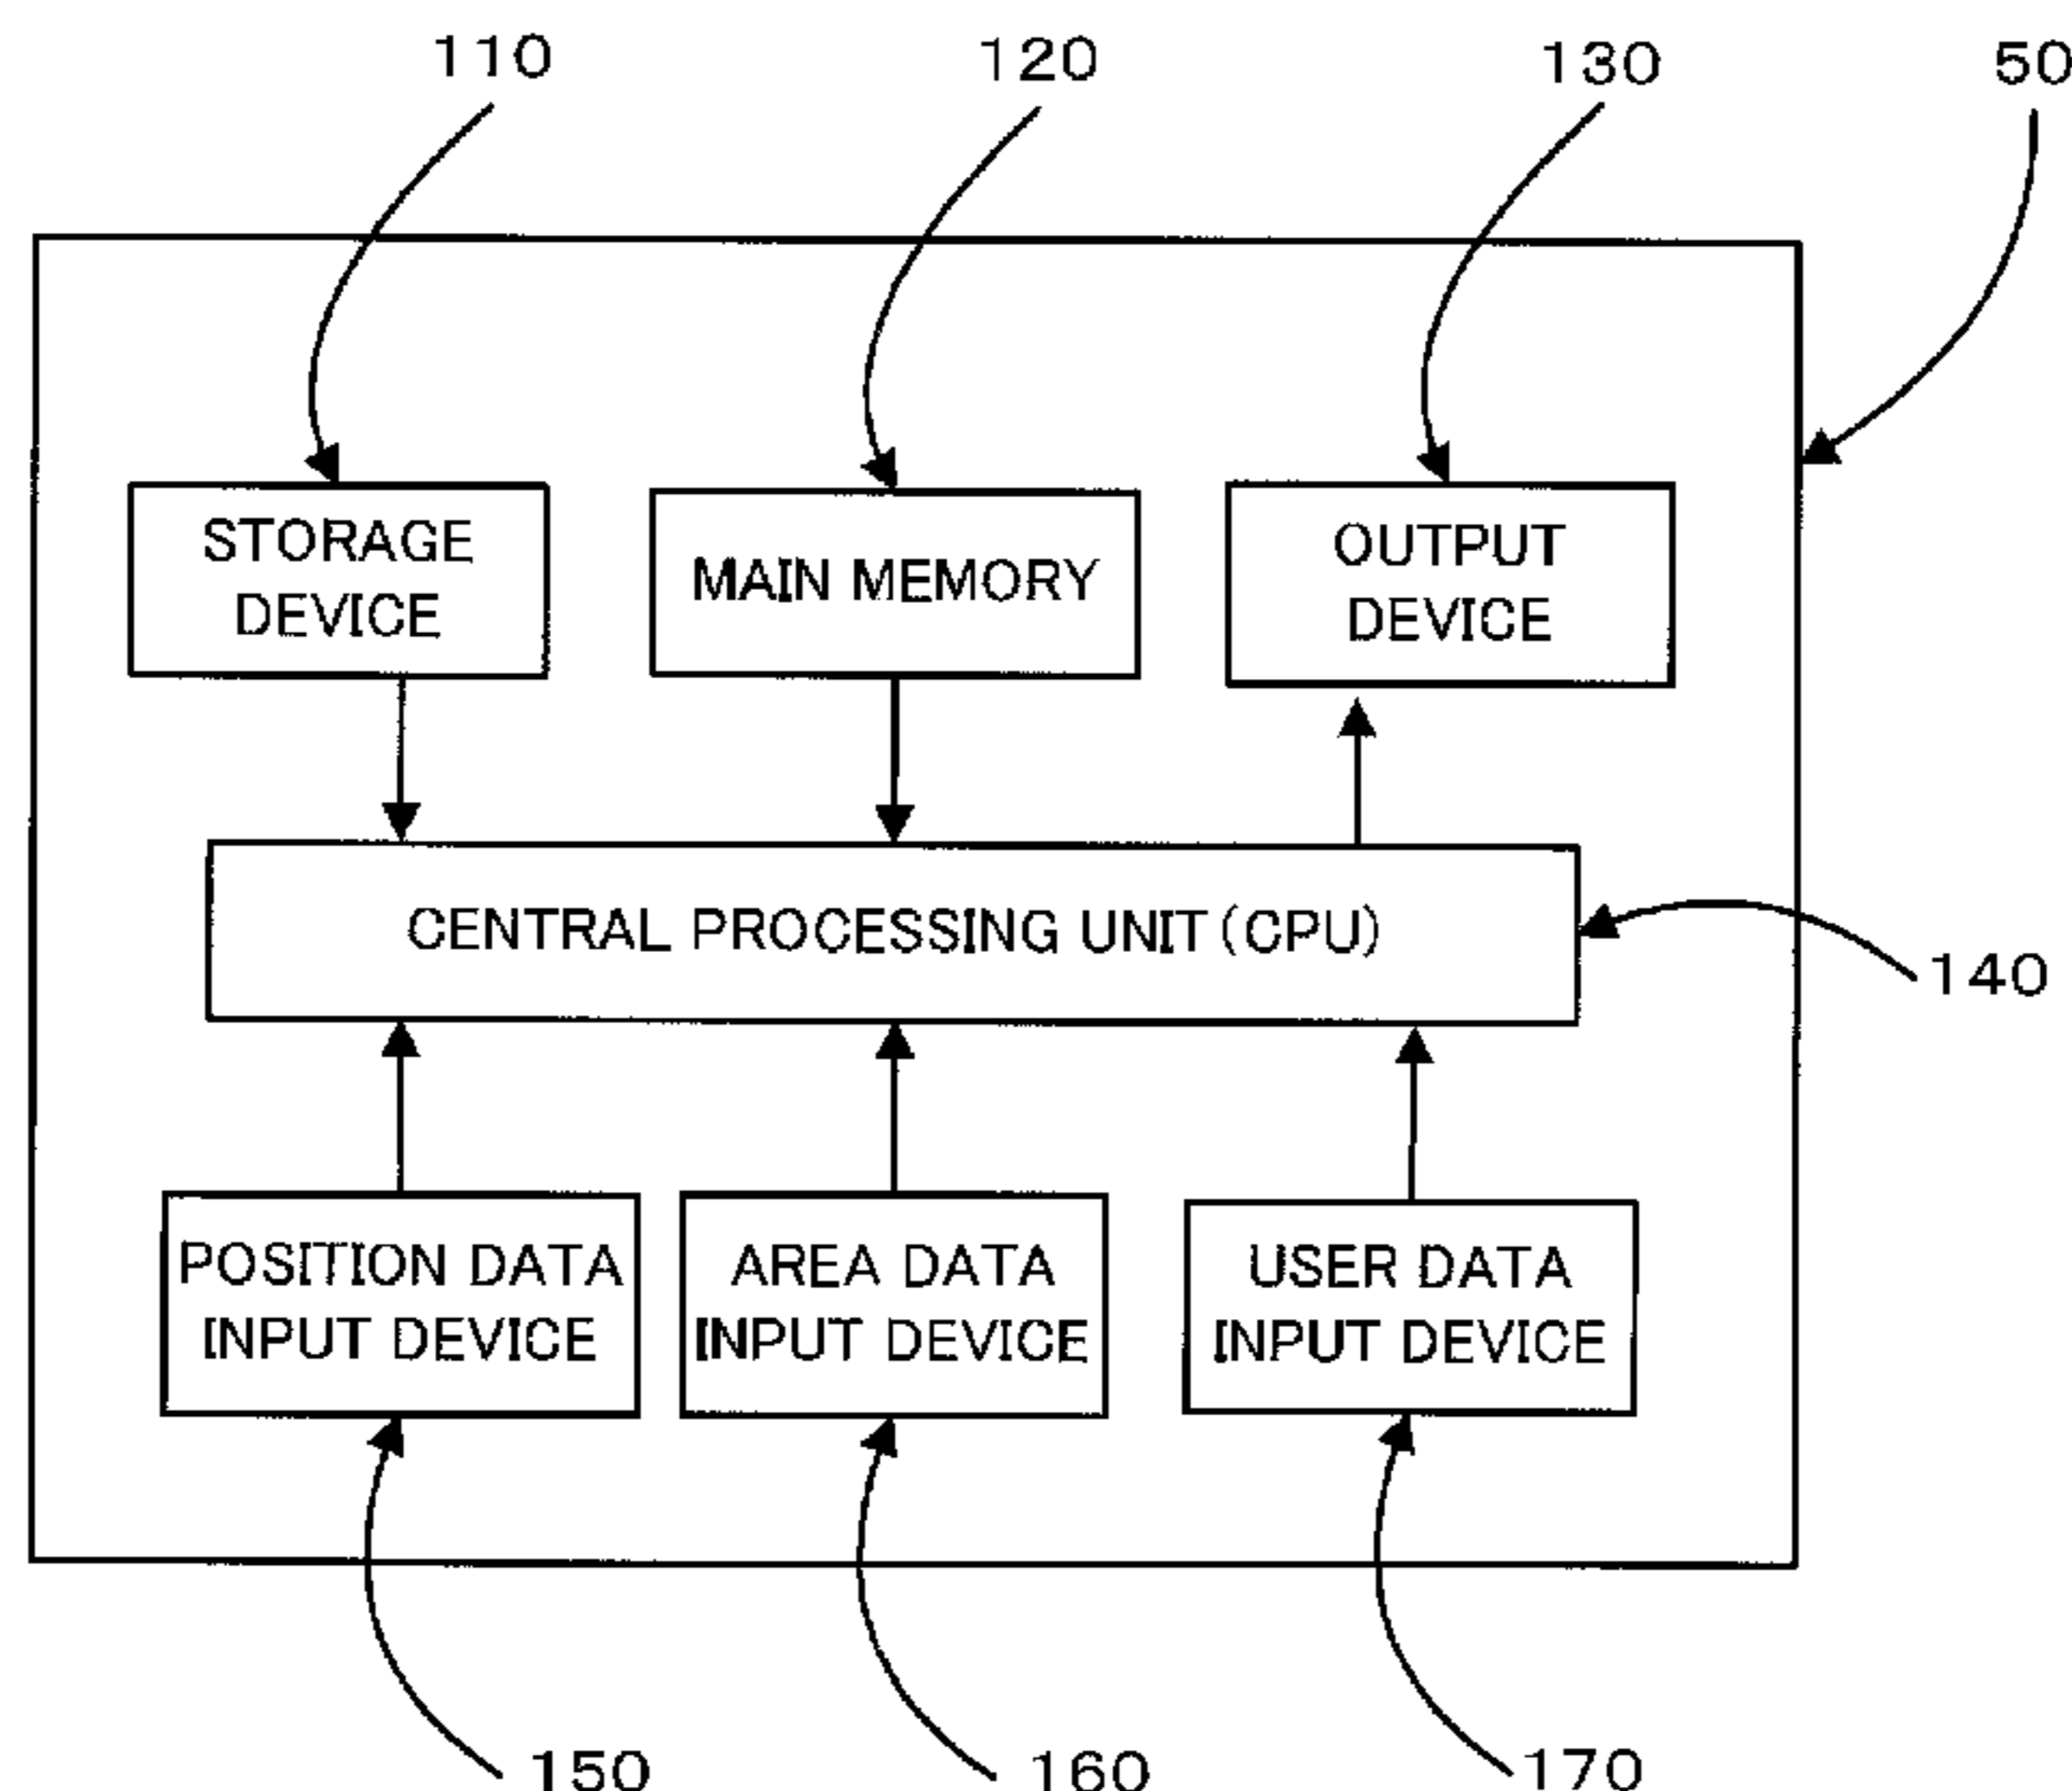 110
120
130
50
STORAGE
DEVICE
MAIN MEMORY
OUTPUT
DEVICE
CENTRAL PROCESSING UNIT(CPU)
140
POSITION DATA
INPUT DEVICE
AREA DATA
INPUT DEVICE
USER DATA
INPUT DEVICE
150
160
170